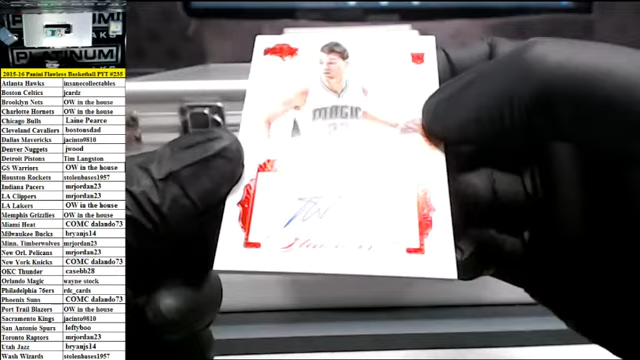 PLATINUM
2015-16 Panini Flawless Basketball PYT #235
Atlanta Hawks insanecollectables
Boston Celtics jcardz
Brooklyn Nets OW in the house
Charlotte Hornets OW in the house
Chicago Bulls Laine Pearce
Cleveland Cavaliers bostonsdad
Dallas Mavericks jacinto9810
Denver Nuggets jwood
Detroit Pistons Tim Langston
GS Warriors OW in the house
Houston Rockets stolenbases1957
Indiana Pacers mrjordan23
LA Clippers mrjordan23
LA Lakers OW in the house
Memphis Grizzlies OW in the house
Miami Heat COMC dalando73
Milwaukee Bucks bryanjs14
Minn. Timberwolves mrjordan23
New Orl. Pelicans mrjordan23
New York Knicks COMC dalando73
OKC Thunder casebb28
Orlando Magic wayne stock
Philadelphia 76ers rdc_cards
Phoenix Suns COMC dalando73
Port Trail Blazers OW in the house
Sacramento Kings jacinto9810
San Antonio Spurs leftyboo
Toronto Raptors mrjordan23
Utah Jazz bryanjs14
Wash Wizards stolenbases1957
MAGIC